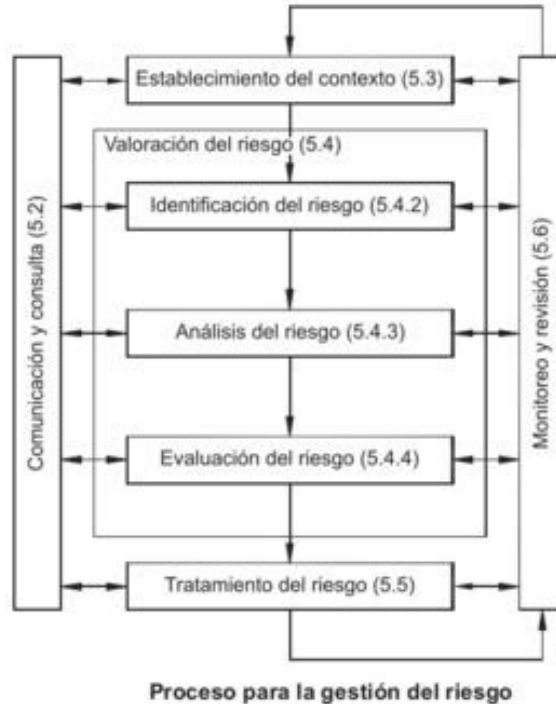 Establecimiento del contexto (5.3)
Valoración del riesgo (5.4)
Identificación del riesgo (5.4.2)
Análisis del riesgo (5.4.3)
Evaluación del riesgo (5.4.4)
Tratamiento del riesgo (5.5)
Comunicación y consulta (5.2)
Monitoreo y revisión (5.6)
Proceso para la gestión del riesgo